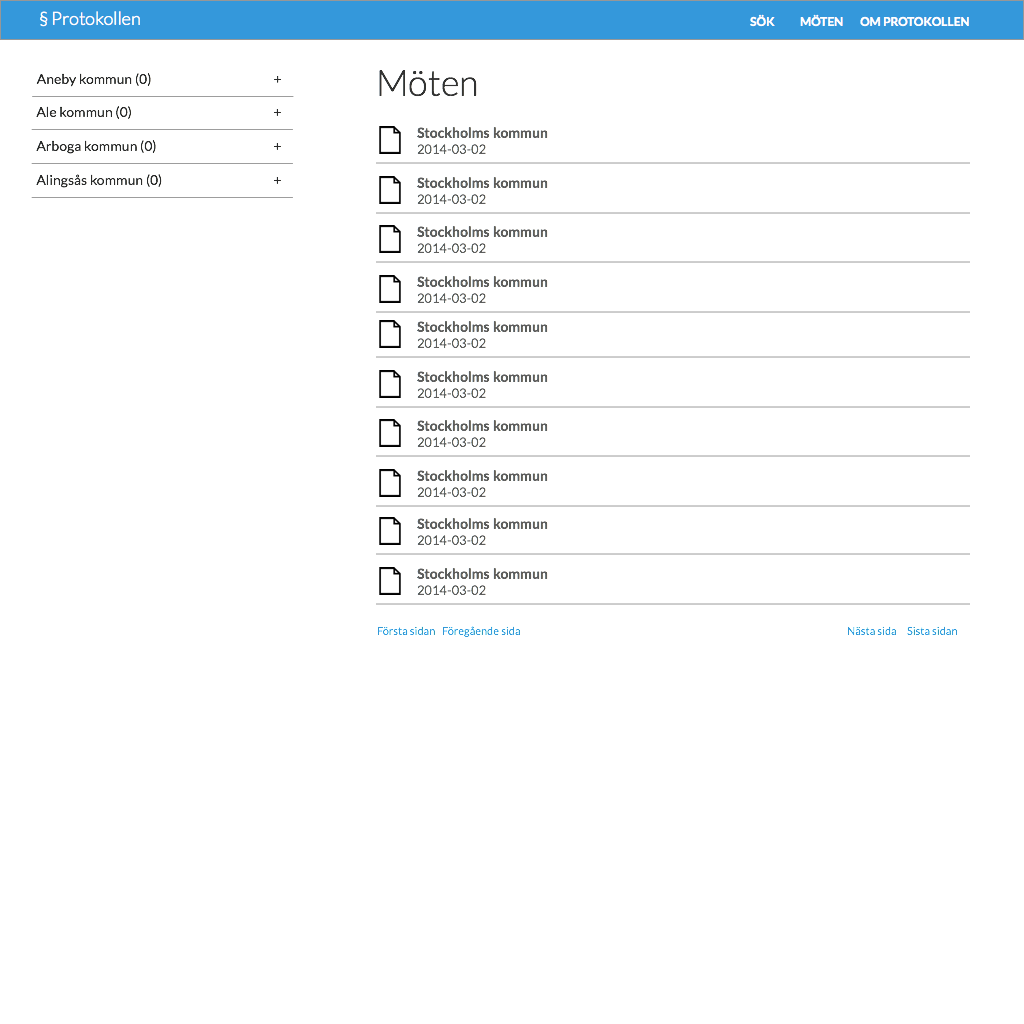 § Protokollen
SÖK MÖTEN OM PROTOKOLLEN
Aneby kommun (0) +
Ale kommun (0) +
Arboga kommun (0) +
Alingsås kommun (0) +
Möten
Stockholms kommun
2014-03-02
Stockholms kommun
2014-03-02
Stockholms kommun
2014-03-02
Stockholms kommun
2014-03-02
Stockholms kommun
2014-03-02
Stockholms kommun
2014-03-02
Stockholms kommun
2014-03-02
Stockholms kommun
2014-03-02
Stockholms kommun
2014-03-02
Stockholms kommun
2014-03-02
Första sidan Föregående sida Nästa sida Sista sidan